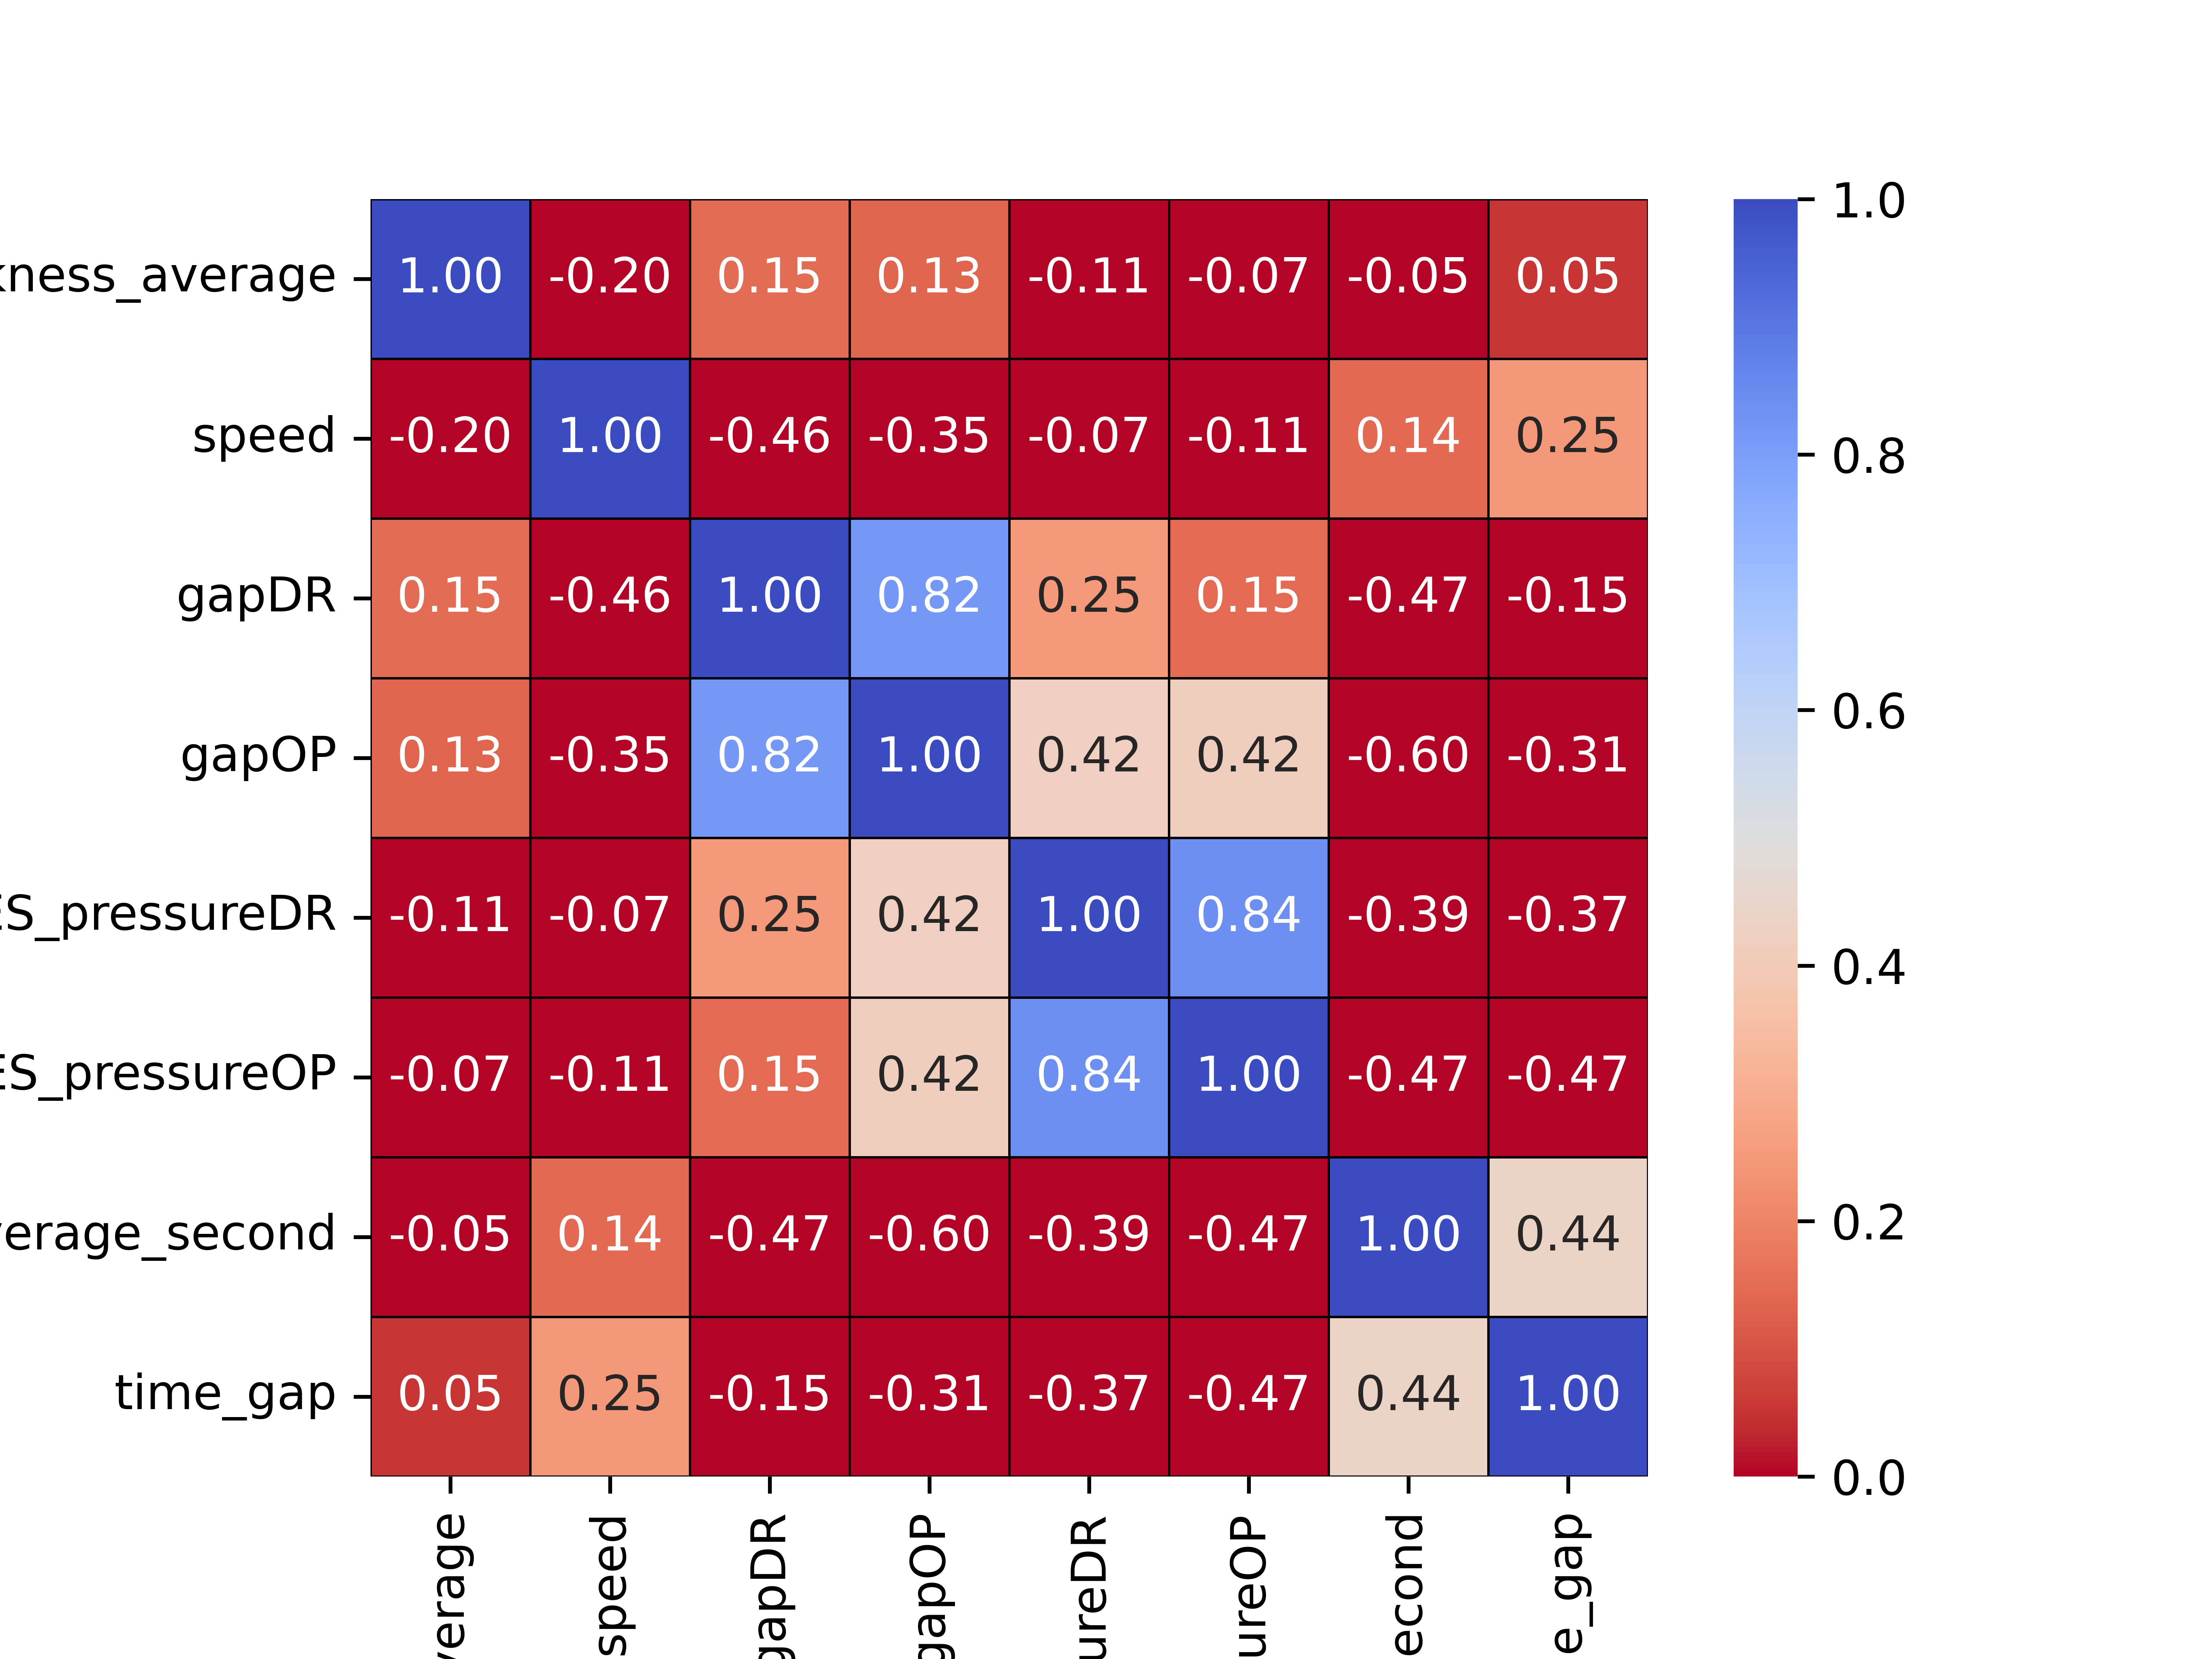 kness_average 1.00 -0.20 0.15 0.13 -0.11 -0.07 -0.05 0.05
speed -0.20 1.00 -0.46 -0.35 -0.07 -0.11 0.14 0.25
gapDR 0.15 -0.46 1.00 0.82 0.25 0.15 -0.47 -0.15
gapOP 0.13 -0.35 0.82 1.00 0.42 0.42 -0.60 -0.31
ES_pressureDR -0.11 -0.07 0.25 0.42 1.00 0.84 -0.39 -0.37
ES_pressureOP -0.07 -0.11 0.15 0.42 0.84 1.00 -0.47 -0.47
verage_second -0.05 0.14 -0.47 -0.60 -0.39 -0.47 1.00 0.44
time_gap 0.05 0.25 -0.15 -0.31 -0.37 -0.47 0.44 1.00
verage
speed
gapDR
gapOP
ureDR
ureOP
econd
e_gap
1.0
0.8
0.6
0.4
0.2
0.0